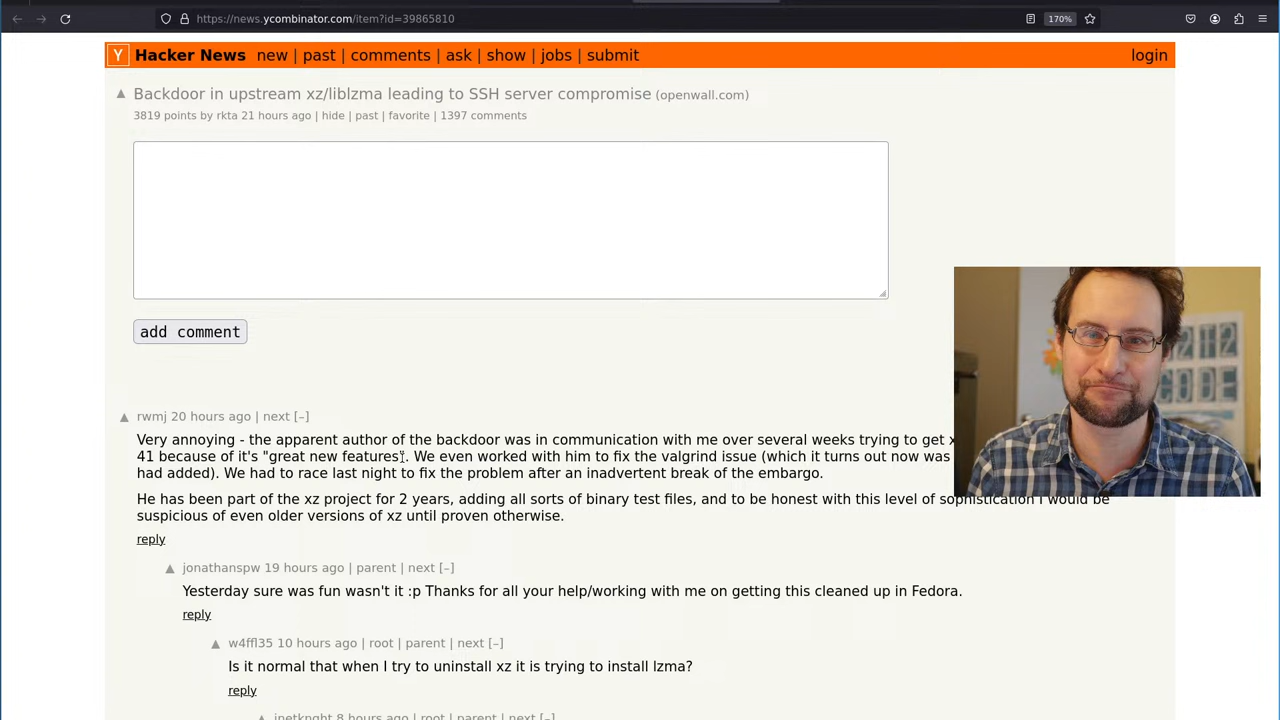 https://news.ycombinator.com/item?id=39865810
170%
Y Hacker News new | past | comments | ask | show | jobs | submit login
▲ Backdoor in upstream xz/liblzma leading to SSH server compromise (openwall.com)
3819 points by rkta 21 hours ago | hide | past | favorite | 1397 comments
add comment
▲ rwmj 20 hours ago | next [–]
Very annoying - the apparent author of the backdoor was in communication with me over several weeks trying to get
41 because of it's "great new features". We even worked with him to fix the valgrind issue (which it turns out now was
had added). We had to race last night to fix the problem after an inadvertent break of the embargo.
He has been part of the xz project for 2 years, adding all sorts of binary test files, and to be honest with this level of sophistication I would be
suspicious of even older versions of xz until proven otherwise.
reply
▲ jonathanspw 19 hours ago | parent | next [–]
Yesterday sure was fun wasn't it :p Thanks for all your help/working with me on getting this cleaned up in Fedora.
reply
▲ w4ffl35 10 hours ago | root | parent | next [–]
Is it normal that when I try to uninstall xz it is trying to install lzma?
reply
▲ inetknght 8 hours ago | root | parent | next [–]